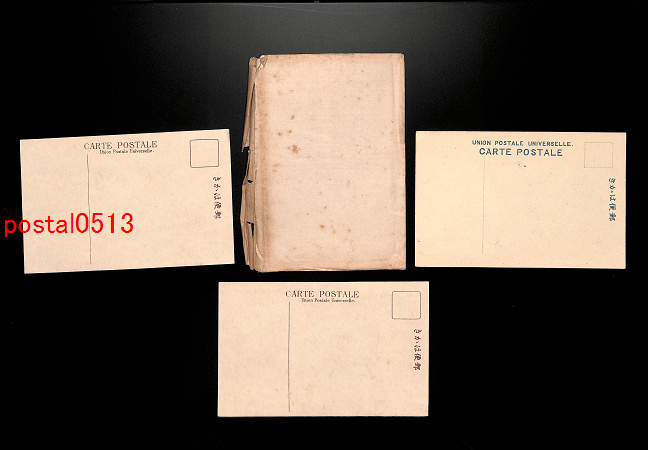 CARTE POSTALE
Union Postale Universelle.
きかは便郵
postal0513
UNION POSTALE UNIVERSELLE.
CARTE POSTALE
きかは便郵
CARTE POSTALE
Union Postale Universelle.
きかは便郵